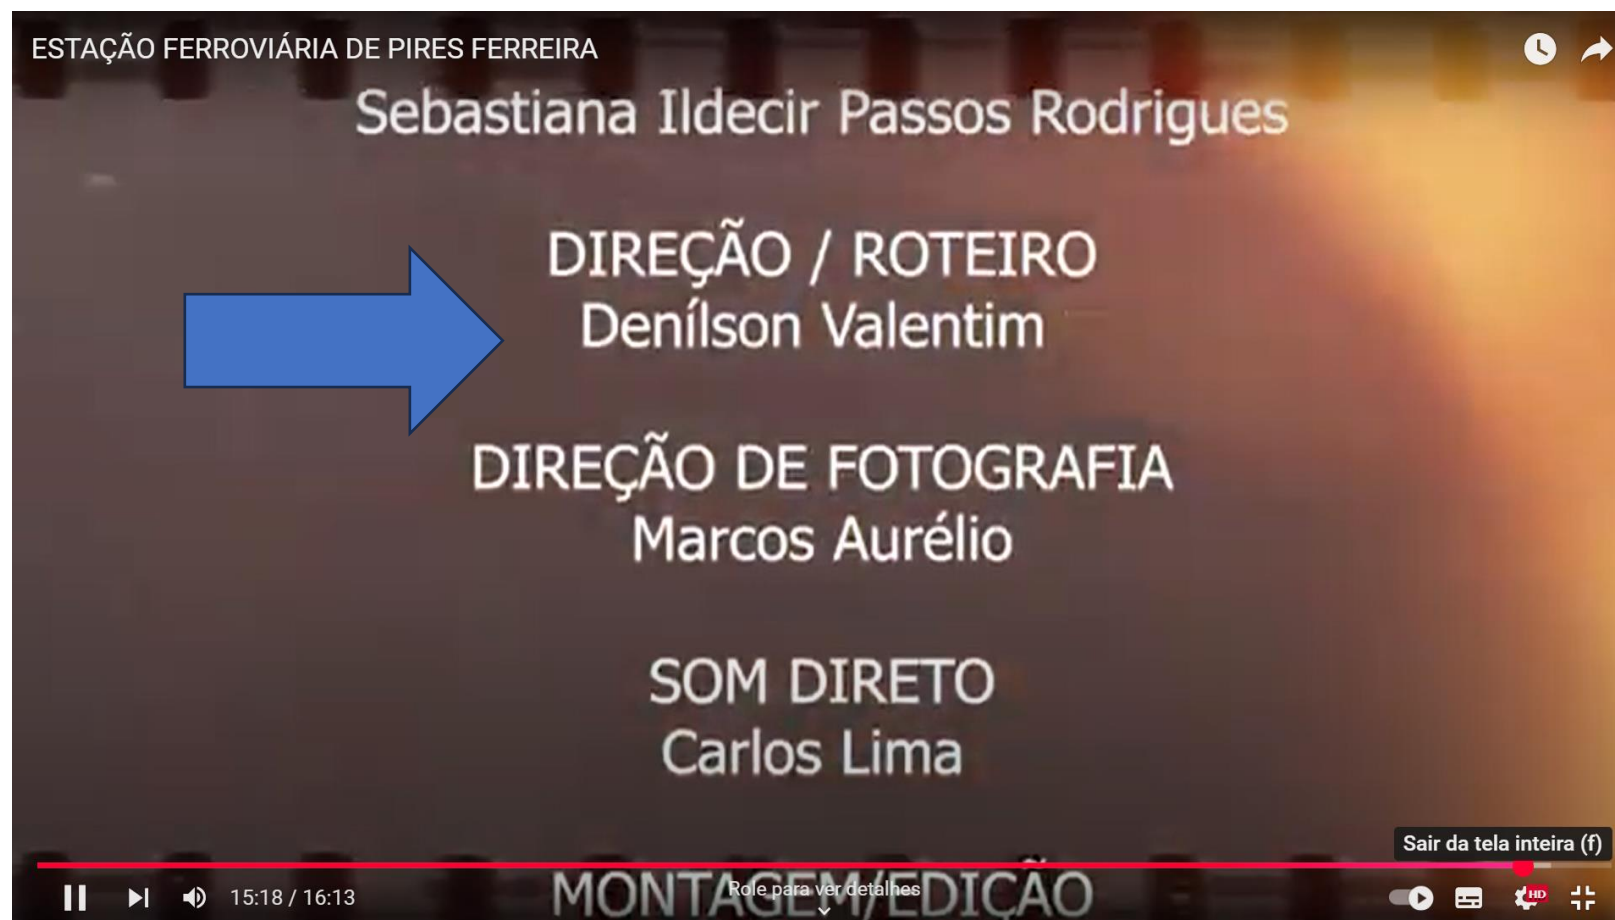 ESTAÇÃO FERROVIÁRIA DE PIRES FERREIRA
Sebastiana Ildecir Passos Rodrigues
DIREÇÃO / ROTEIRO
Denílson Valentim
DIREÇÃO DE FOTOGRAFIA
Marcos Aurélio
SOM DIRETO
Carlos Lima
Sair da tela inteira (f)
MONTAGEM/EDIÇÃO
Role para ver detalhes
15:18 / 16:13
HD